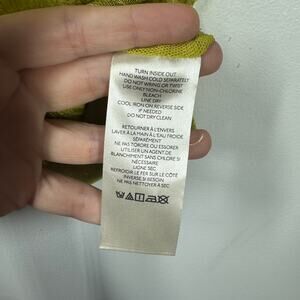 TURN INSIDE OUT
HAND WASH COLD SEPARATELY
DO NOT WRING OR TWIST
USE ONLY NON-CHLORINE
BLEACH
LINE DRY
COOL IRON ON REVERSE SIDE
IF NEEDED
DO NOT DRY CLEAN
RETOURNER À L'ENVERS
LAVER À LA MAIN À L'EAU FROIDE
SÉPARÉMENT
NE PAS TORDRE OU ESSORER
UTILISER UN AGENT DE
BLANCHIMENT SANS CHLORE SI
NÉCESSAIRE
LIGNE SEC
REFROIDIR LE FER SUR LE CÔTÉ
INVERSE SI BESOIN
NE PAS NETTOYER À SEC